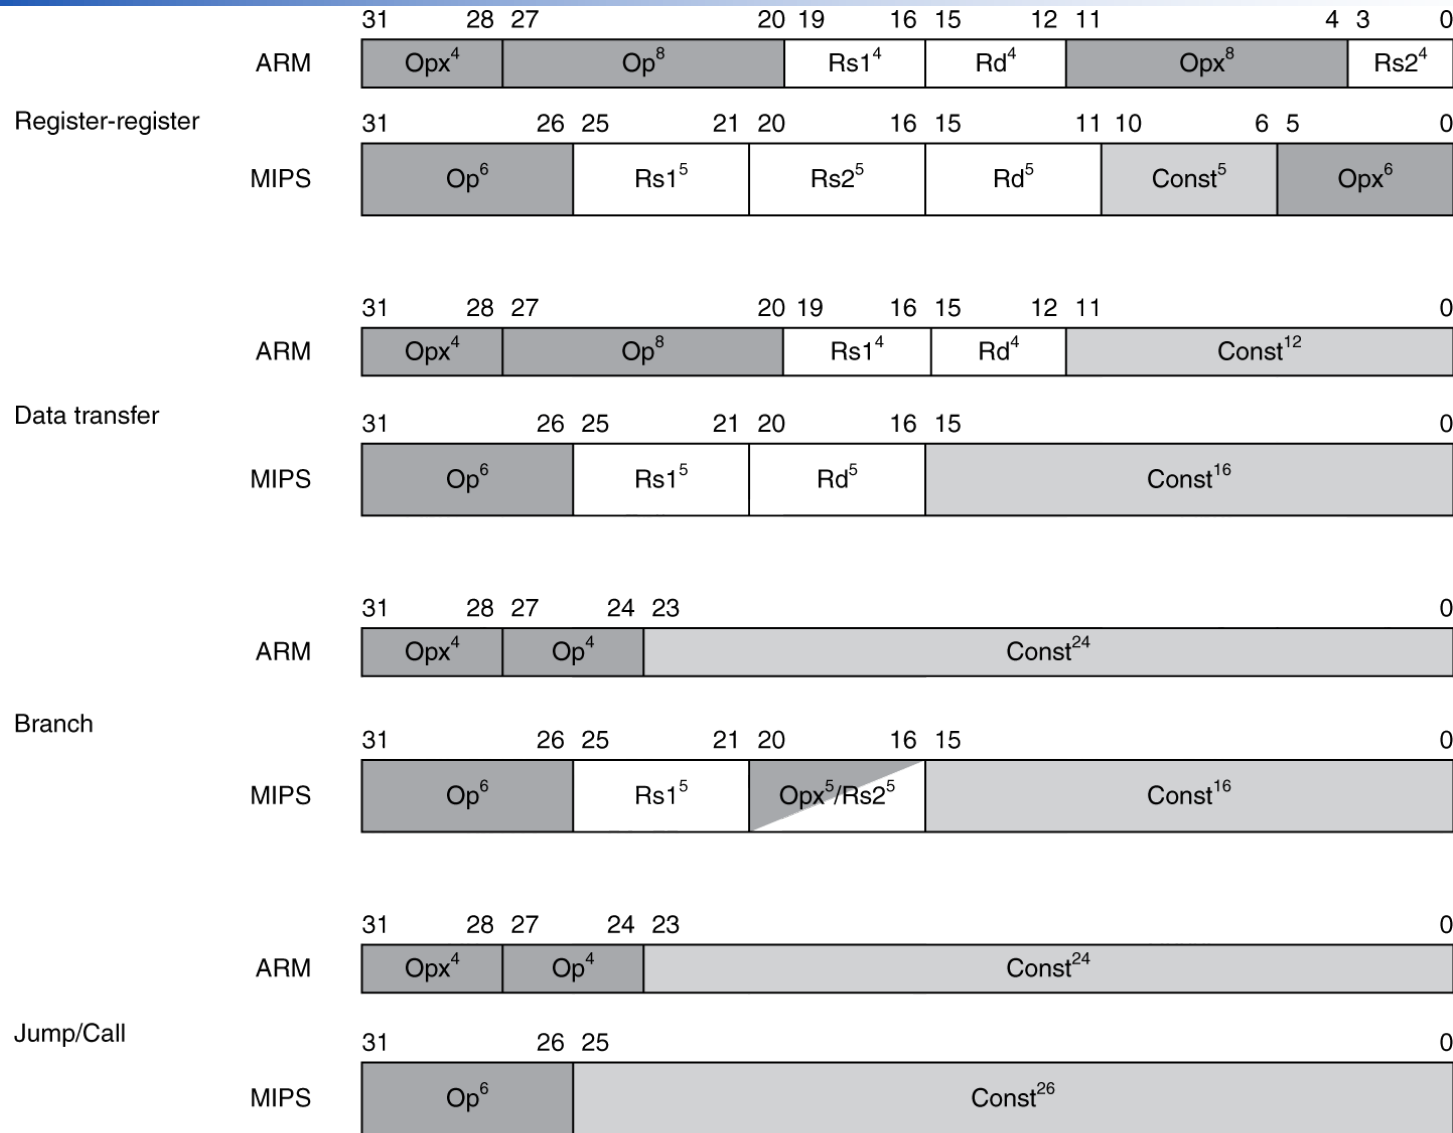 31 28 27 20 19 16 15 12 11 4 3 0
ARM Opx4 Op8 Rs14 Rd4 Opx8 Rs24
Register-register
31 26 25 21 20 16 15 11 10 6 5 0
MIPS Op6 Rs15 Rs25 Rd5 Const5 Opx6
31 28 27 20 19 16 15 12 11 0
ARM Opx4 Op8 Rs14 Rd4 Const12
Data transfer
31 26 25 21 20 16 15 0
MIPS Op6 Rs15 Rd5 Const16
31 28 27 24 23 0
ARM Opx4 Op4 Const24
Branch
31 26 25 21 20 16 15 0
MIPS Op6 Rs15 Opx5/Rs25 Const16
31 28 27 24 23 0
ARM Opx4 Op4 Const24
Jump/Call
31 26 25 0
MIPS Op6 Const26